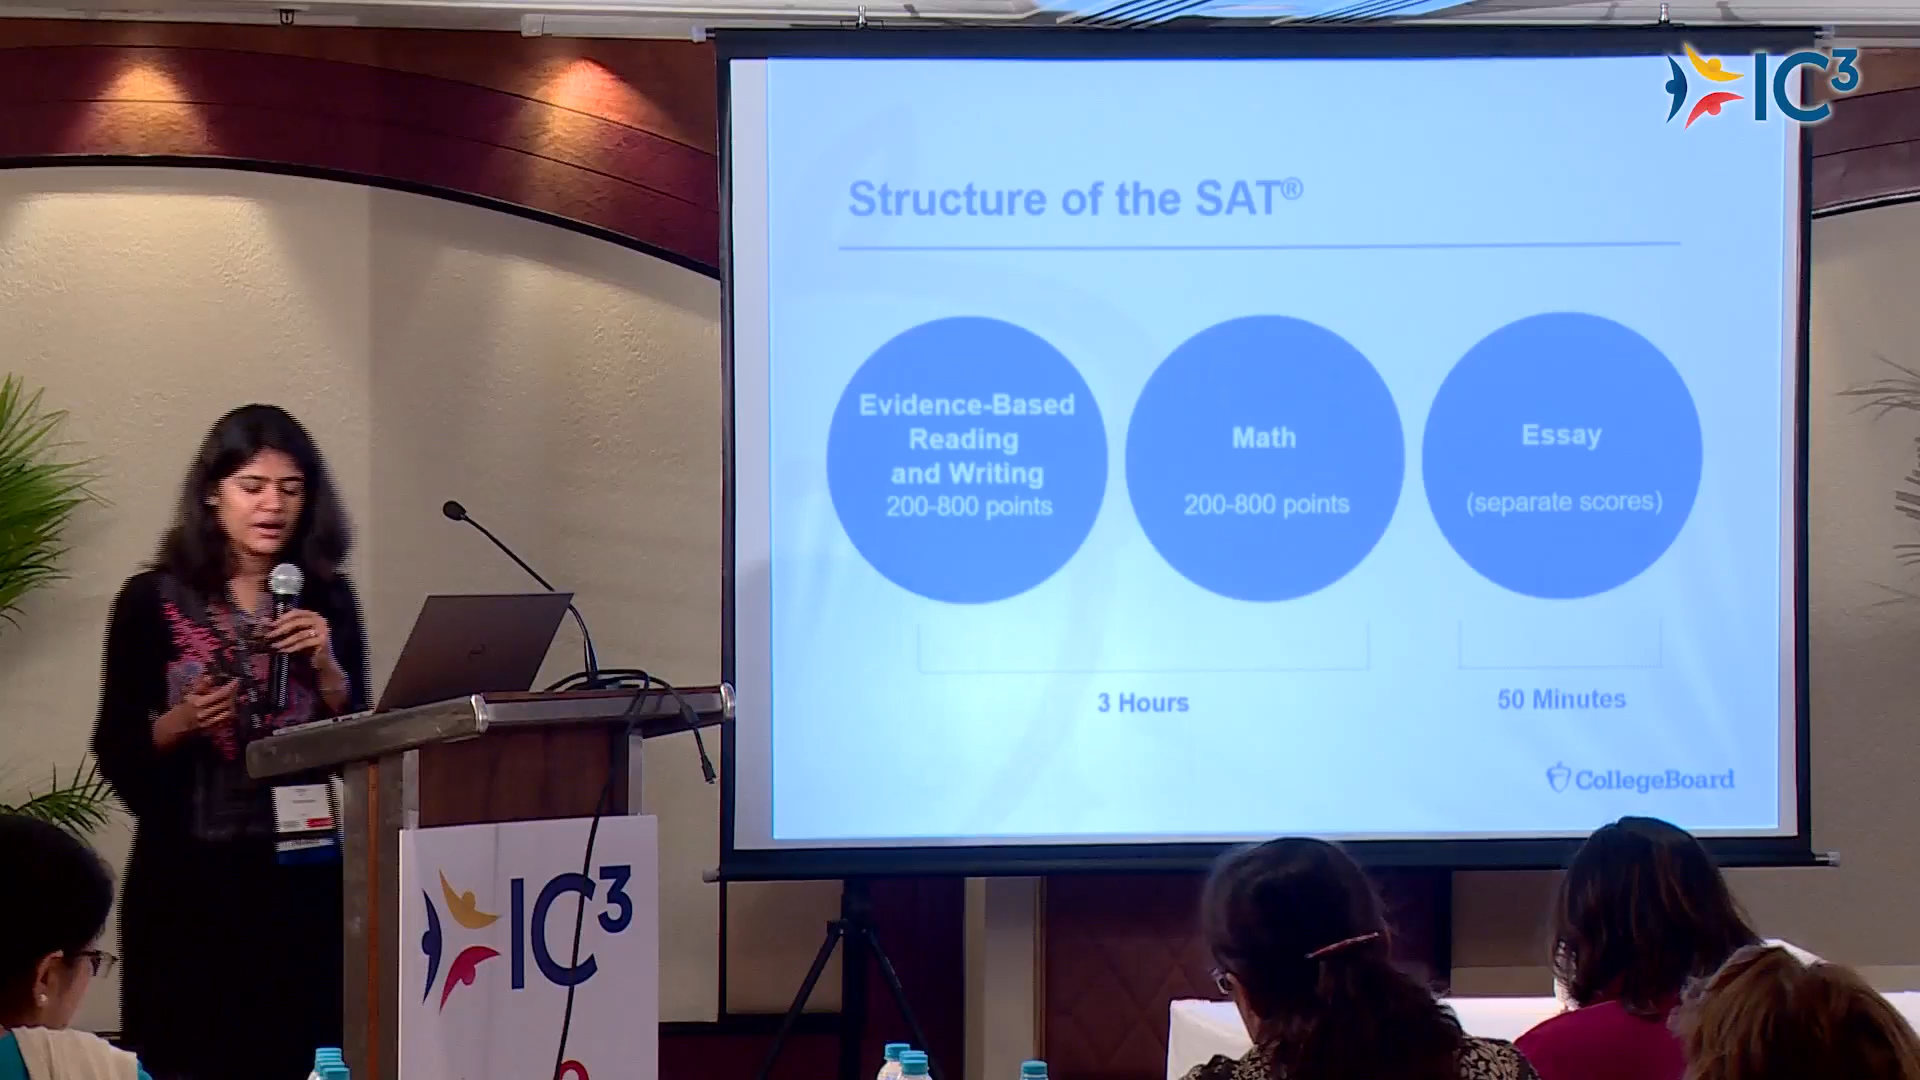 IC3
Structure of the SAT®
Evidence-Based
Reading
and Writing
200-800 points
Math
200-800 points
Essay
(separate scores)
3 Hours
50 Minutes
CollegeBoard
IC3